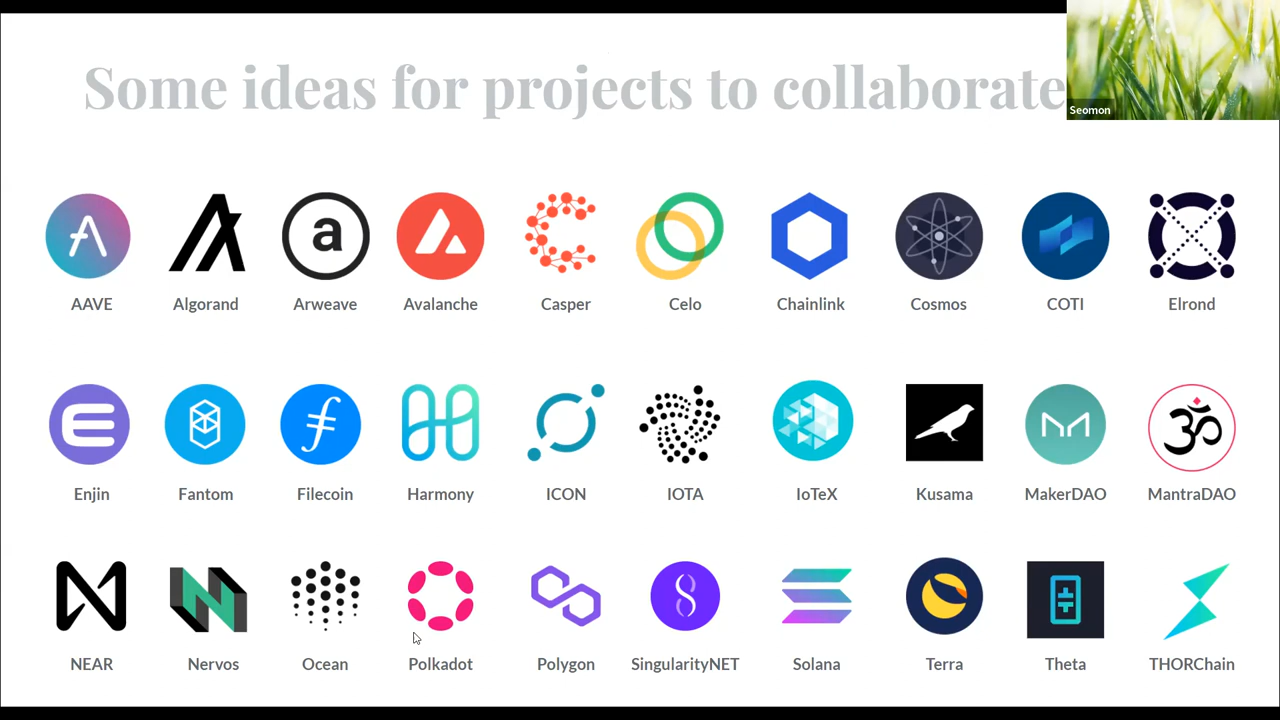 Some ideas for projects to collaborate
Seomon
a
AAVE Algorand Arweave Avalanche Casper Celo Chainlink Cosmos COTI Elrond
Enjin Fantom Filecoin Harmony ICON IOTA IoTeX Kusama MakerDAO MantraDAO
NEAR Nervos Ocean Polkadot Polygon SingularityNET Solana Terra Theta THORChain